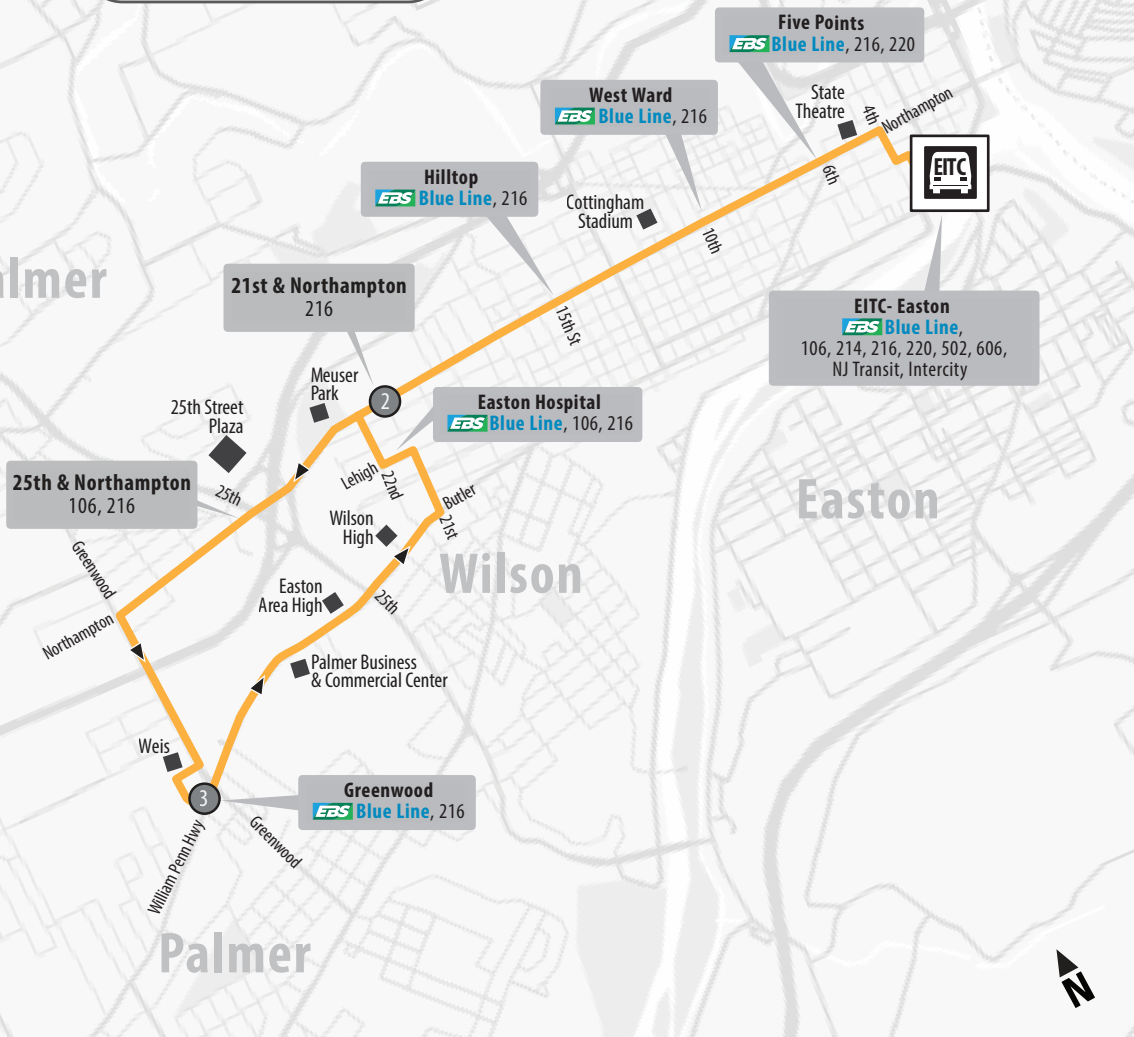 Five Points
EBS Blue Line, 216, 220
State
Theatre
4th
Northampton
West Ward
EBS Blue Line, 216
6th
EITC
Hilltop
EBS Blue Line, 216
Cottingham
Stadium
10th
21st & Northampton
216
15th St
EITC- Easton
EBS Blue Line,
106, 214, 216, 220, 502, 606,
NJ Transit, Intercity
almer
Meuser
Park
2
Easton Hospital
EBS Blue Line, 106, 216
25th Street
Plaza
Lehigh
22nd
25th & Northampton
106, 216
25th
Butler
21st
Wilson
High
Easton
Wilson
Greenwood
Easton
Area High
25th
Northampton
Palmer Business
& Commercial Center
Weis
3
Greenwood
EBS Blue Line, 216
Greenwood
William Penn Hwy
Palmer
N